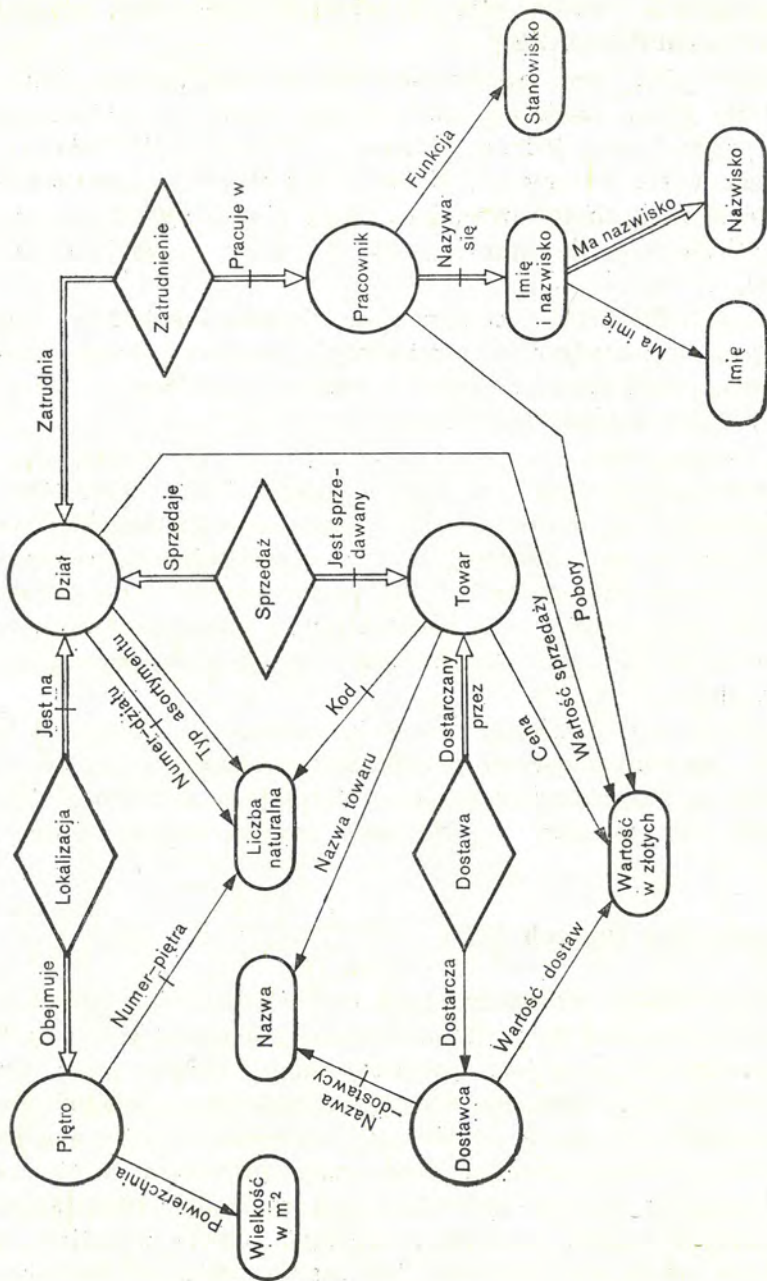 Obejmuje
Jest na
Zatrudnia
Piętro
Lokalizacja
Dział
Zatrudnienie
Powierzchnia
Numer-piętra
Numer-działu
Typ asortymentu
Sprzedaje
Pracuje w
Wielkość
w m²
Liczba
naturalna
Sprzedaż
Nazwa
Nazwa
-dostawcy
Nazwa towaru
Kod
Jest sprze-
dawany
Pracownik
Funkcja
Stanowisko
Dostawca
Dostarcza
Dostawa
Dostarczany
przez
Towar
Nazywa
się
Wartość dostaw
Cena
Wartość sprzedaży
Pobory
Imię
i nazwisko
Ma imię
Ma nazwisko
Wartość
w złotych
Imię
Nazwisko